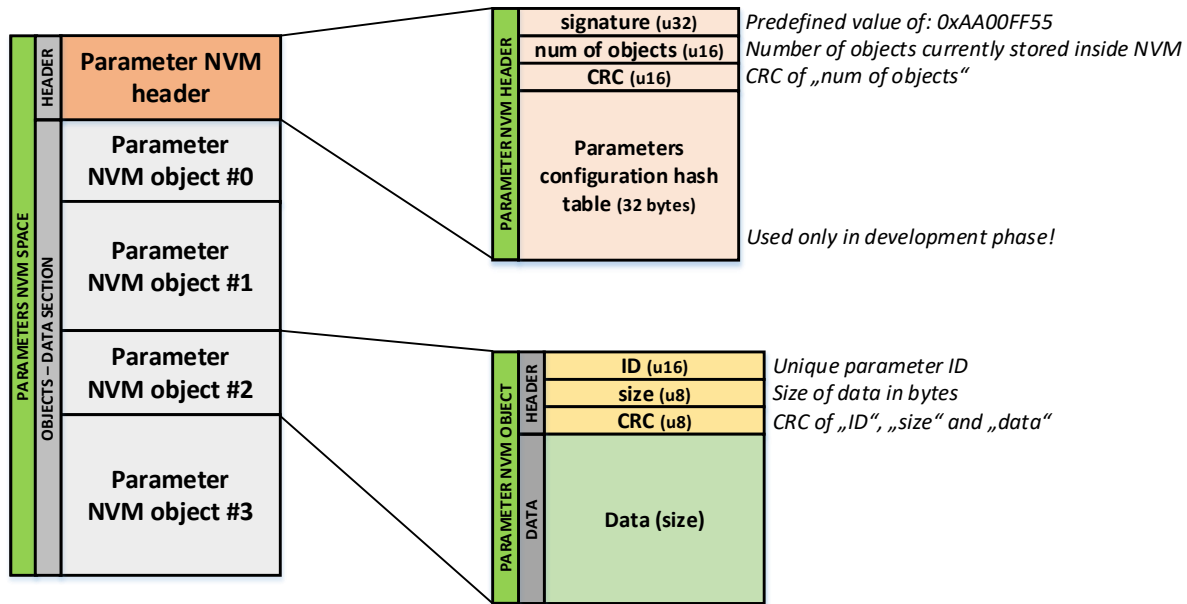 PARAMETERS NVM SPACE
HEADER
Parameter NVM
header
OBJECTS – DATA SECTION
Parameter
NVM object #0
Parameter
NVM object #1
Parameter
NVM object #2
Parameter
NVM object #3
PARAMETER NVM HEADER
signature (u32)
Predefined value of: 0xAA00FF55
num of objects (u16)
Number of objects currently stored inside NVM
CRC (u16)
CRC of „num of objects“
Parameters
configuration hash
table (32 bytes)
Used only in development phase!
PARAMETER NVM OBJECT
HEADER
ID (u16)
Unique parameter ID
size (u8)
Size of data in bytes
CRC (u8)
CRC of „ID“, „size“ and „data“
DATA
Data (size)